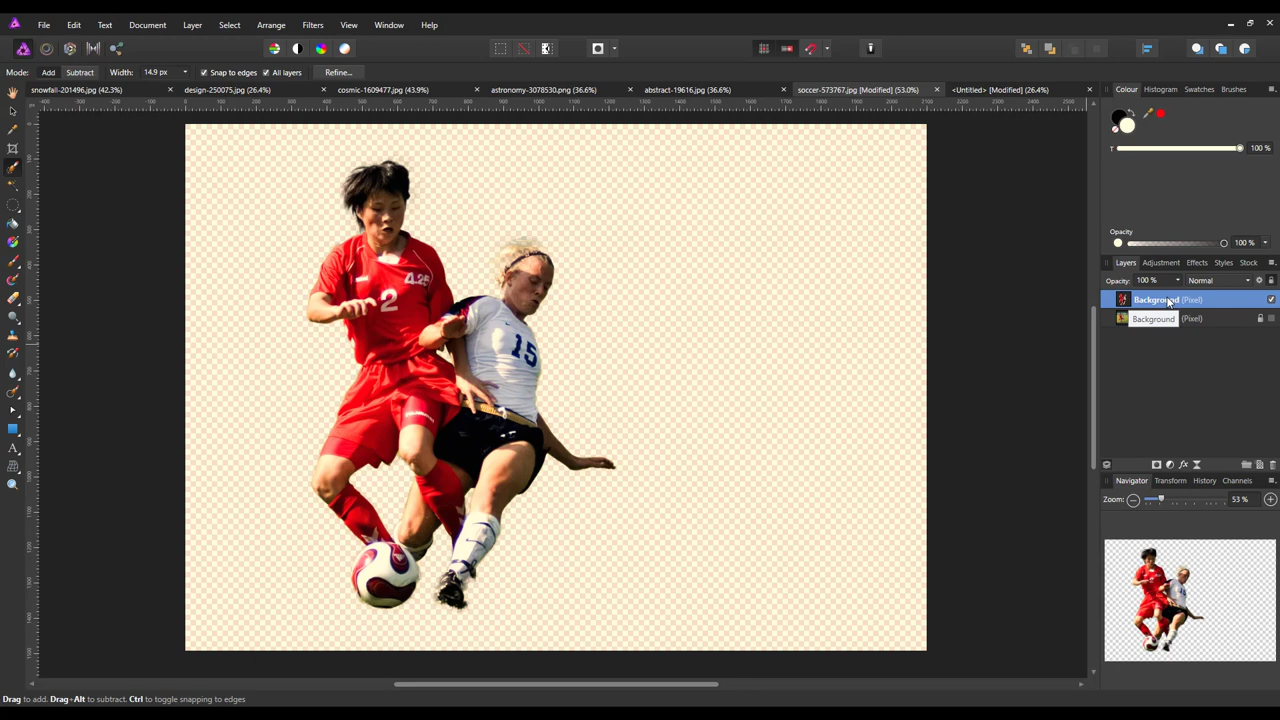 File Edit Text Document Layer Select Arrange Filters View Window Help
Mode: Add Subtract Width: 14.9 px Snap to edges All layers Refine...
snowfall-201496.jpg (42.3%) design-250075.jpg (26.4%) cosmic-1609477.jpg (43.9%) astronomy-3078530.png (36.6%) abstract-19616.jpg (36.6%) soccer-573767.jpg [Modified] (53.0%) <Untitled> [Modified] (26.4%)
Colour Histogram Swatches Brushes
T 100 %
Opacity
100 %
Layers Adjustment Effects Styles Stock
Opacity: 100 % Normal
Background (Pixel)
Background (Pixel)
2
15
Navigator Transform History Channels
Zoom: 53 %
Drag to add. Drag+Alt to subtract. Ctrl to toggle snapping to edges